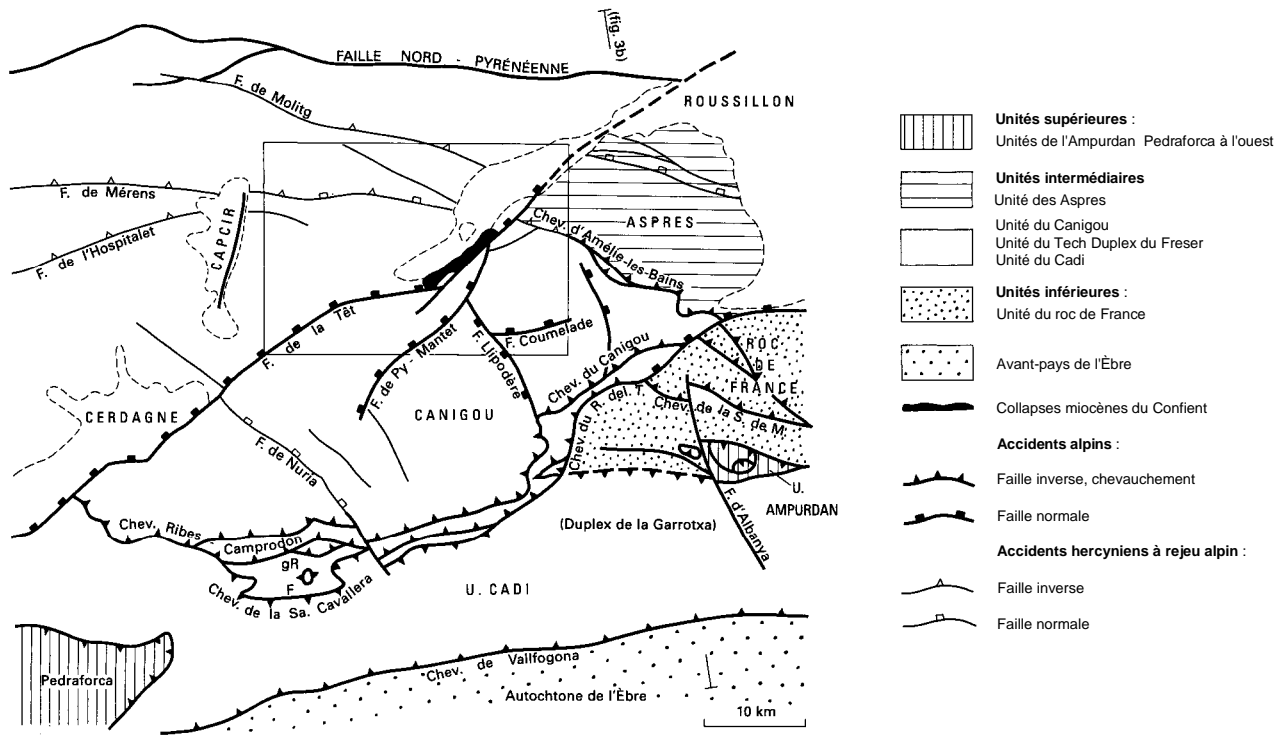 (fig. 3b)
FAILLE NORD - PYRÉNÉENNE
ROUSSILLON
F. de Molitg
F. de Mérens
F. de l'Hospitalet
CAPCIR
ASPRES
Chev. d'Amélie-les-Bains
F. de la Têt
F. de Py - Mantet
F. Llipodère
F. Coumelade
Chev. du Canigou
ROC
DE
FRANCE
CERDAGNE
CANIGOU
Chev. du R. del. T.
Chev. de la S. de M.
F. de Nuria
U.
AMPURDAN
F. d'Albanya
(Duplex de la Garrotxa)
Chev. Ribes - Camprodon
gR
F
Chev. de la Sa. Cavallera
U. CADI
Pedraforca
Chev. de Vallfogona
Autochtone de l'Èbre
10 km
Unités supérieures :
Unités de l'Ampurdan Pedraforca à l'ouest
Unités intermédiaires
Unité des Aspres
Unité du Canigou
Unité du Tech Duplex du Freser
Unité du Cadi
Unités inférieures :
Unité du roc de France
Avant-pays de l'Èbre
Collapses miocènes du Confient
Accidents alpins :
Faille inverse, chevauchement
Faille normale
Accidents hercyniens à rejeu alpin :
Faille inverse
Faille normale